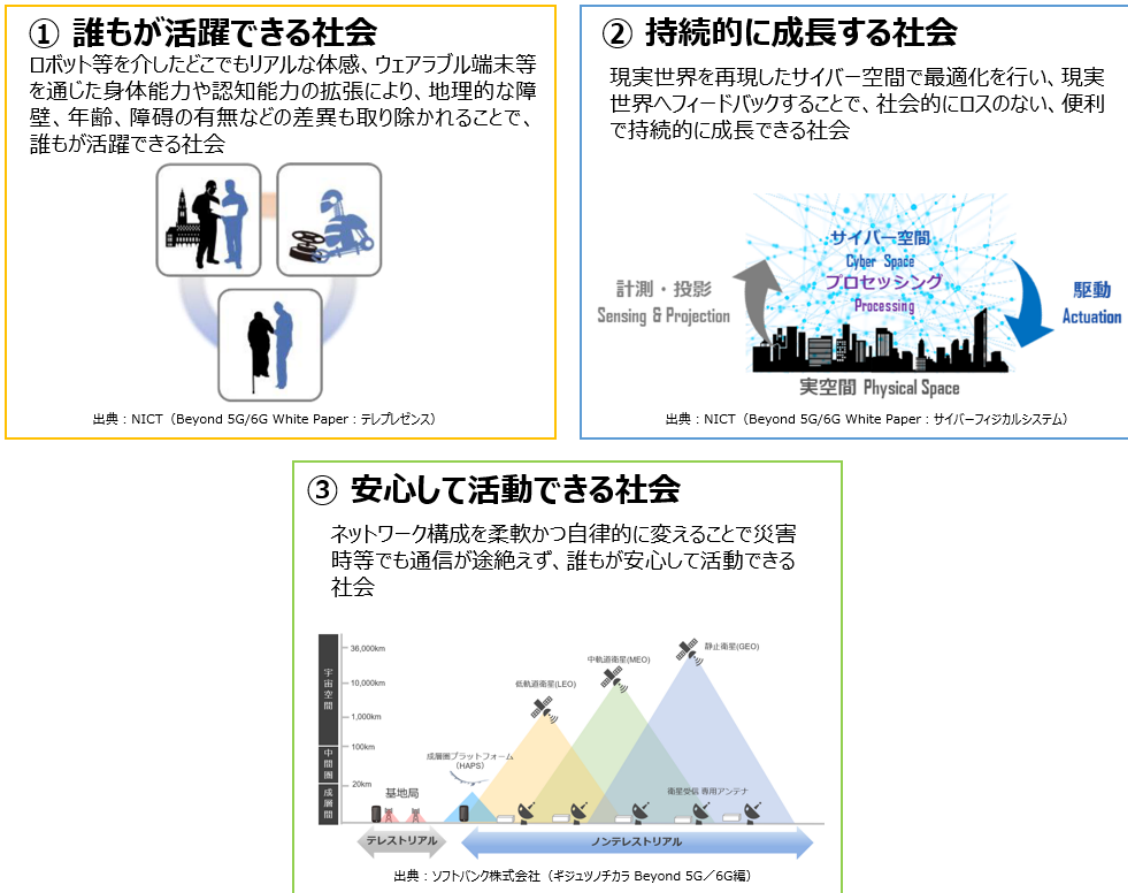 ① 誰もが活躍できる社会
ロボット等を介したどこでもリアルな体感、ウェアラブル端末等
を通じた身体能力や認知能力の拡張により、地理的な障
壁、年齢、障碍の有無などの差異も取り除かれることで、
誰もが活躍できる社会
出典：NICT（Beyond 5G/6G White Paper：テレプレゼンス）
② 持続的に成長する社会
現実世界を再現したサイバー空間で最適化を行い、現実
世界へフィードバックすることで、社会的にロスのない、便利
で持続的に成長できる社会
サイバー空間
Cyber Space
プロセッシング
Processing
計測・投影
Sensing & Projection
駆動
Actuation
実空間 Physical Space
出典：NICT（Beyond 5G/6G White Paper：サイバーフィジカルシステム）
③ 安心して活動できる社会
ネットワーク構成を柔軟かつ自律的に変えることで災害
時等でも通信が途絶えず、誰もが安心して活動できる
社会
宇宙空間
中間圏
成層圏
36,000km
10,000km
1,000km
100km
20km
静止衛星(GEO)
中軌道衛星(MEO)
低軌道衛星(LEO)
成層圏プラットフォーム
（HAPS）
基地局
衛星受信 専用アンテナ
テレストリアル
ノンテレストリアル
出典：ソフトバンク株式会社（ギジュツノチカラ Beyond 5G／6G編）